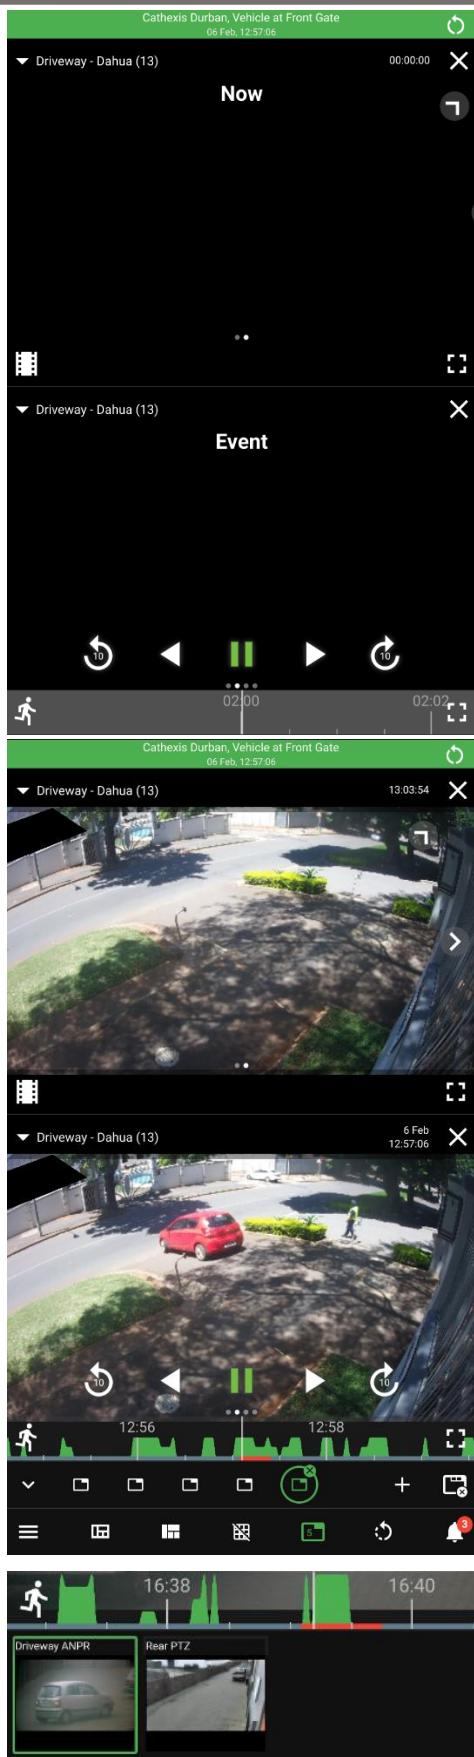 Cathexis Durban, Vehicle at Front Gate
06 Feb, 12:57:06
Driveway - Dahua (13)
00:00:00
Now
Driveway - Dahua (13)
Event
10
10
02:00
02:02
Cathexis Durban, Vehicle at Front Gate
06 Feb, 12:57:06
Driveway - Dahua (13)
13:03:54
Driveway - Dahua (13)
6 Feb
12:57:06
10
10
12:56
12:58
5
3
16:38
16:40
Driveway ANPR
Rear PTZ